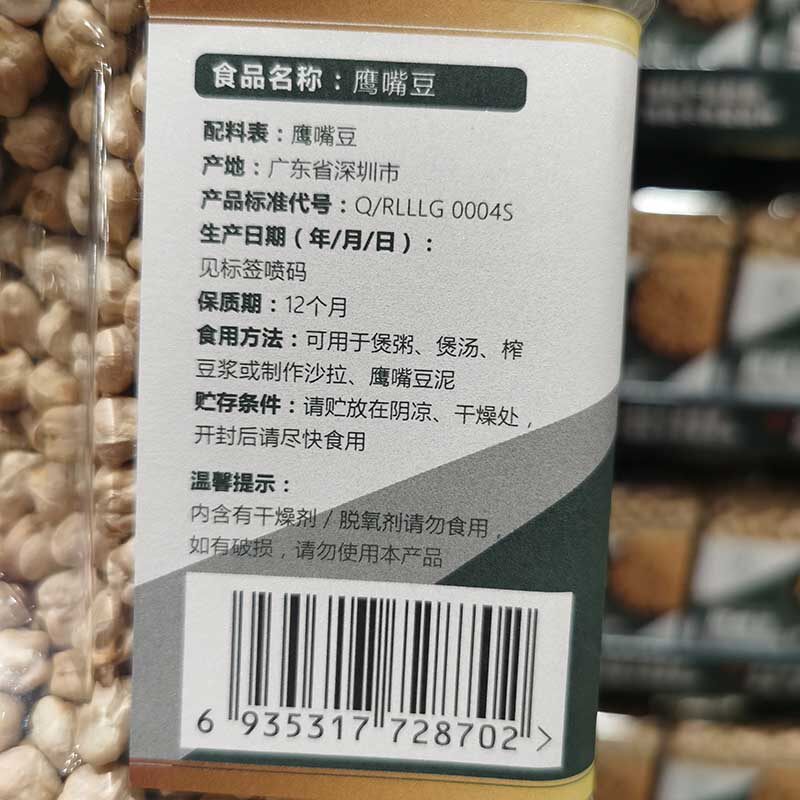 食品名称：鹰嘴豆
配料表：鹰嘴豆
产地：广东省深圳市
产品标准代号：Q/RLLLG 0004S
生产日期（年/月/日）：
见标签喷码
保质期：12个月
食用方法：可用于煲粥、煲汤、榨
豆浆或制作沙拉、鹰嘴豆泥
贮存条件：请贮放在阴凉、干燥处，
开封后请尽快食用
温馨提示：
内含有干燥剂 / 脱氧剂请勿食用，
如有破损，请勿使用本产品
6 935317 728702 >